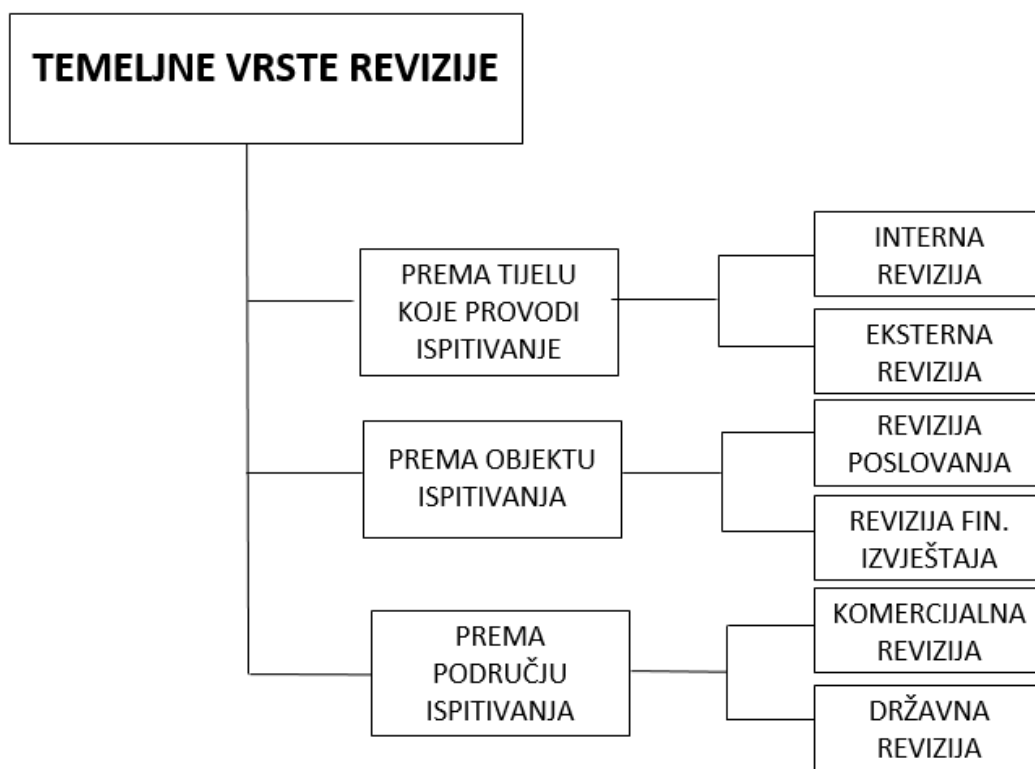 TEMELJNE VRSTE REVIZIJE
PREMA TIJELU
KOJE PROVODI
ISPITIVANJE
INTERNA
REVIZIJA
EKSTERNA
REVIZIJA
PREMA OBJEKTU
ISPITIVANJA
REVIZIJA
POSLOVANJA
REVIZIJA FIN.
IZVJEŠTAJA
PREMA
PODRUČJU
ISPITIVANJA
KOMERCIJALNA
REVIZIJA
DRŽAVNA
REVIZIJA